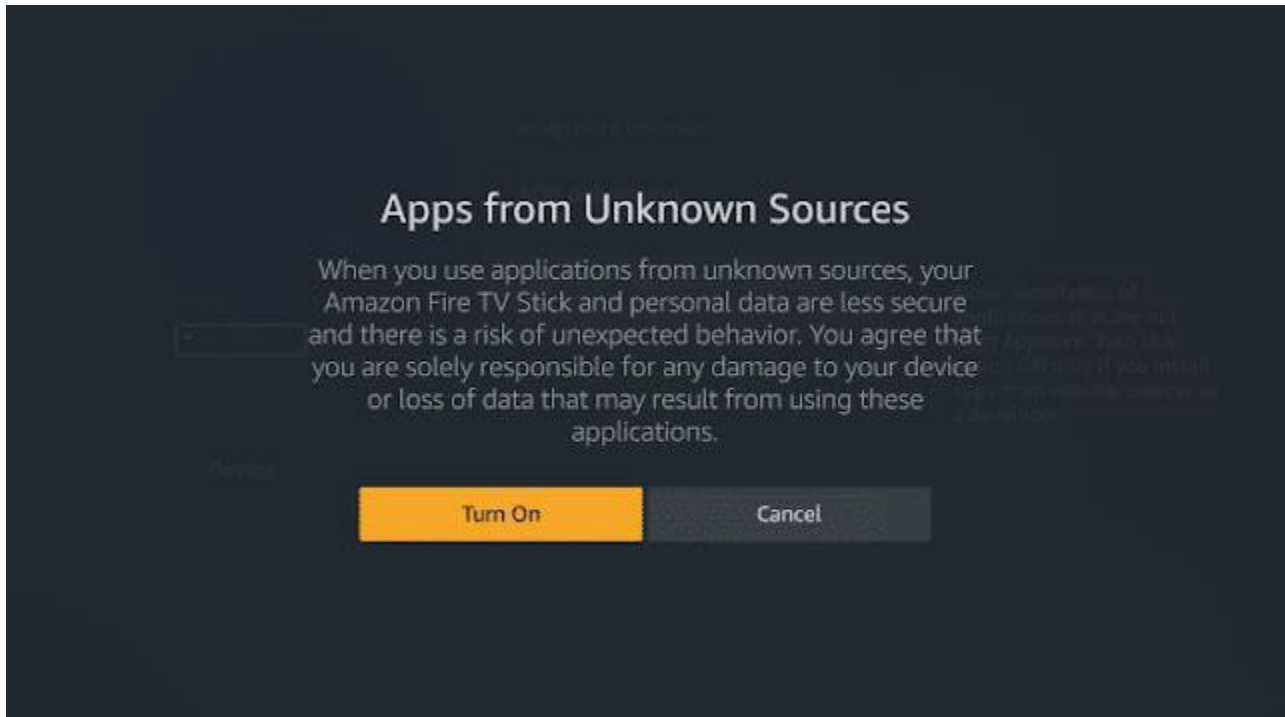 Apps from Unknown Sources
When you use applications from unknown sources, your
Amazon Fire TV Stick and personal data are less secure
and there is a risk of unexpected behavior. You agree that
you are solely responsible for any damage to your device
or loss of data that may result from using these
applications.
Device
Turn On
Cancel